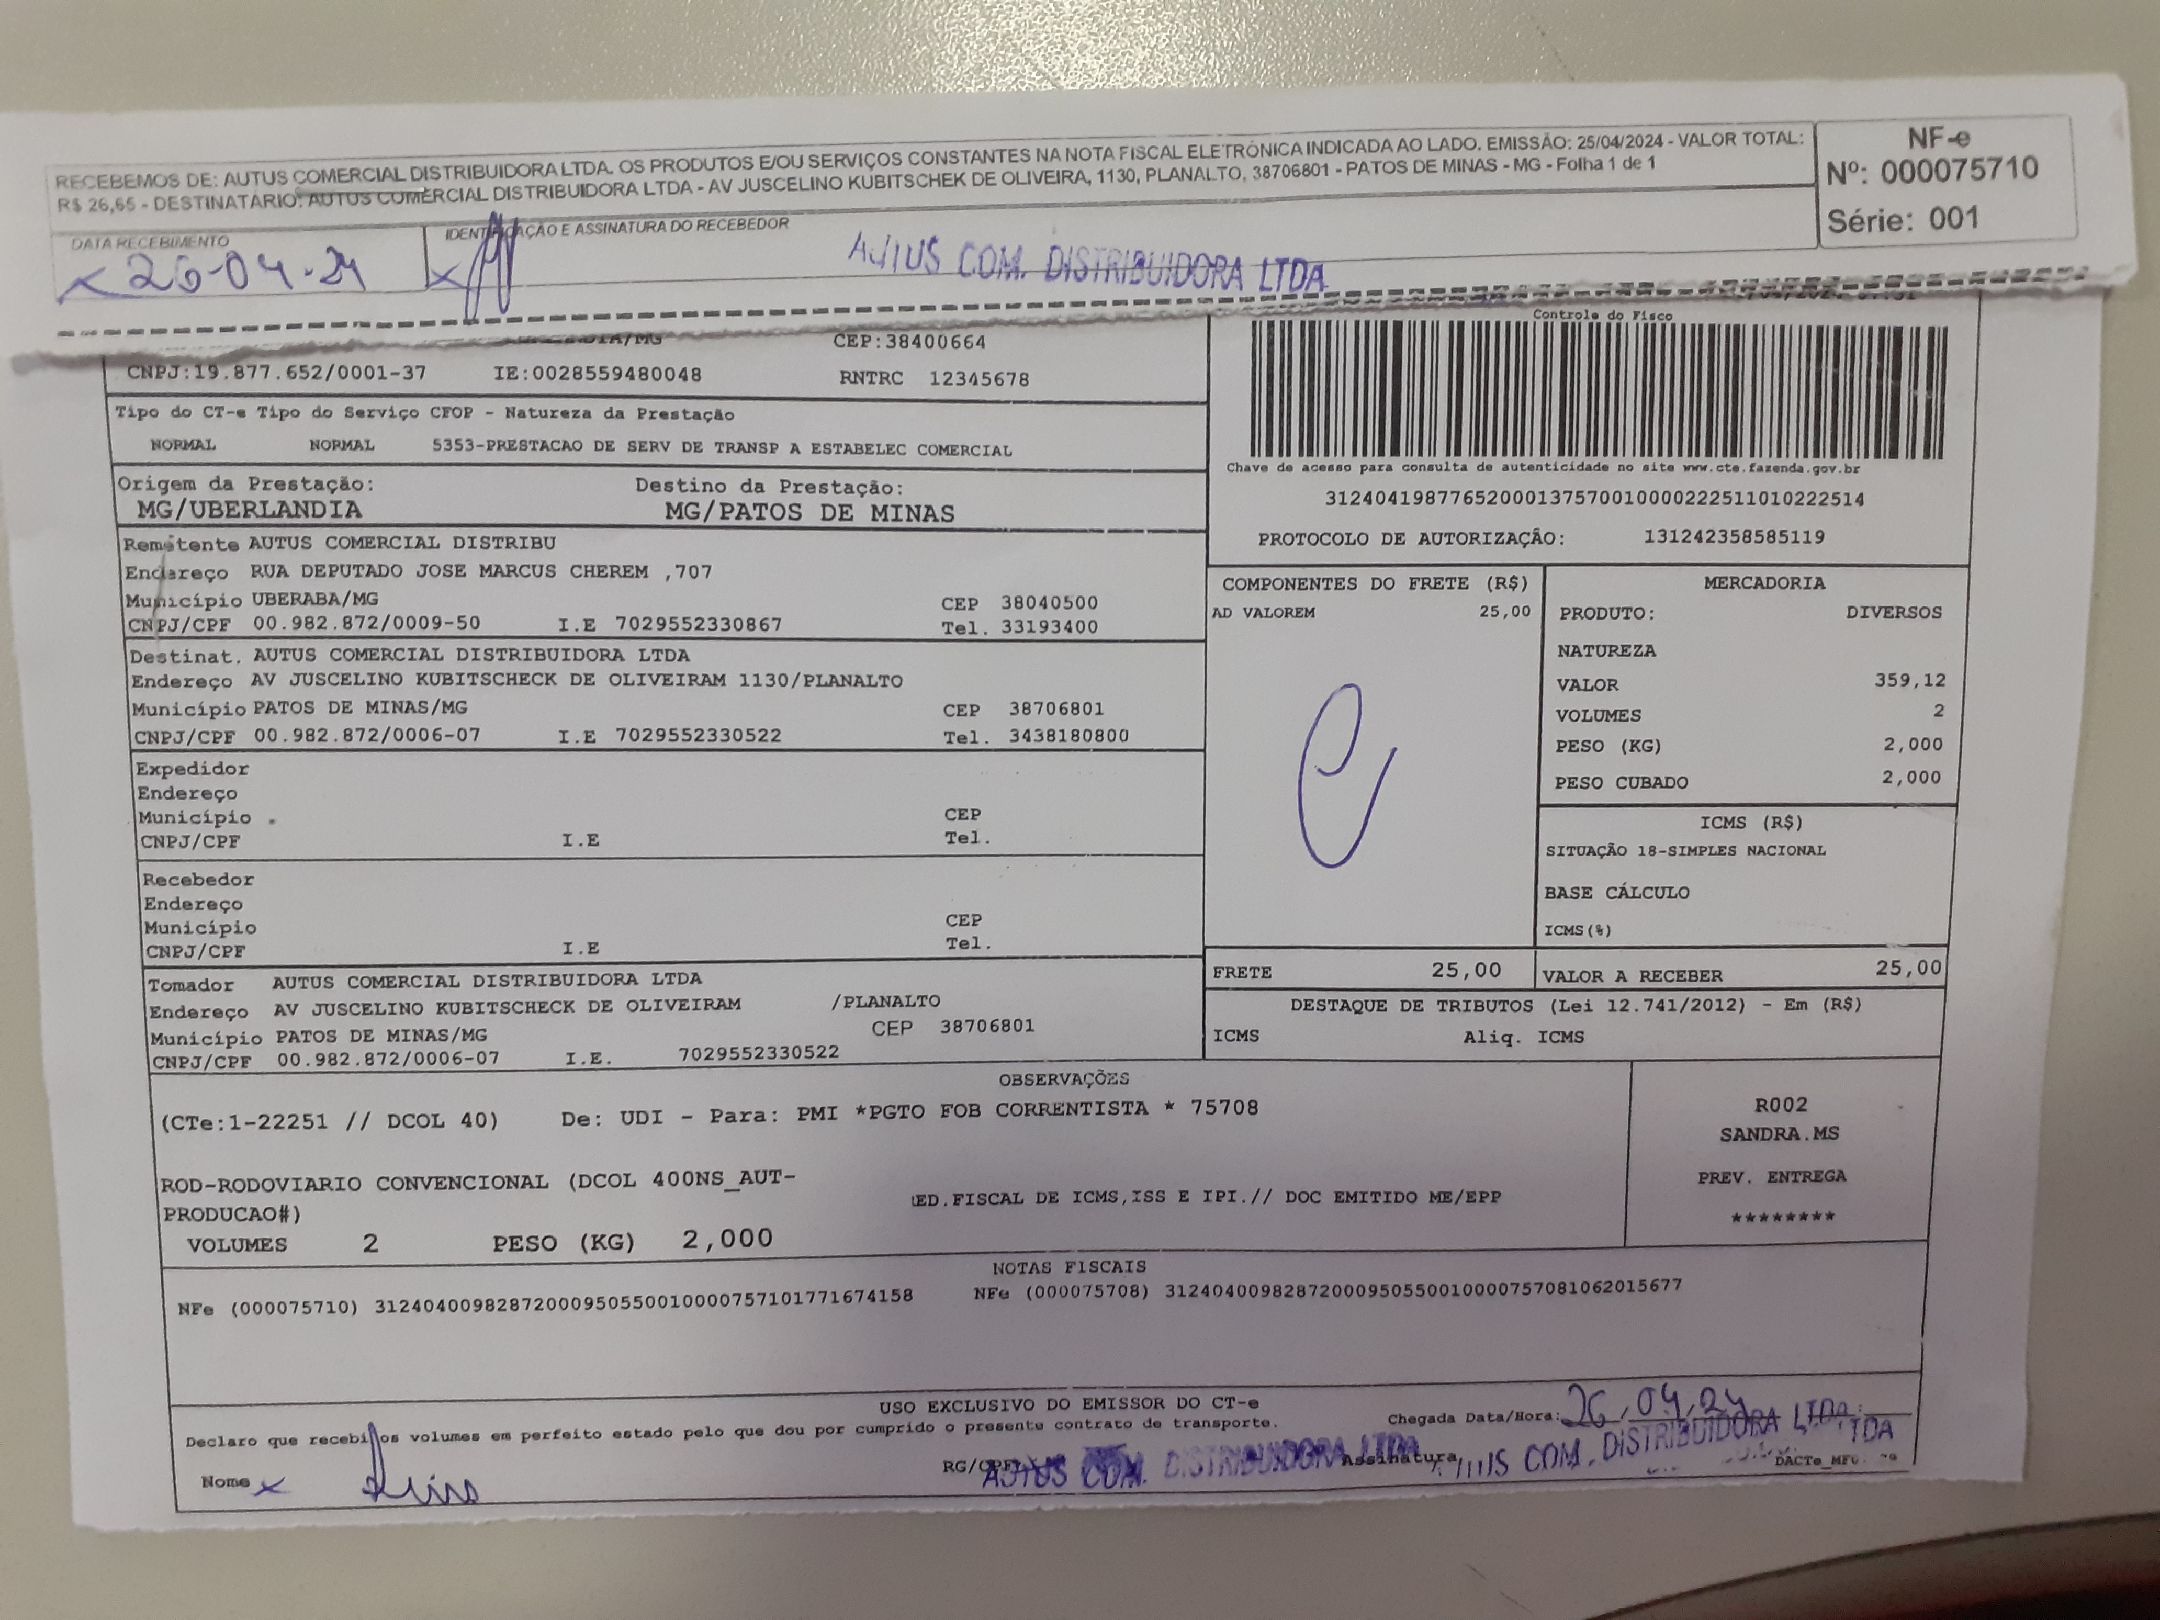 RECEBEMOS DE: AUTUS COMERCIAL DISTRIBUIDORA LTDA. OS PRODUTOS E/OU SERVIÇOS CONSTANTES NA NOTA FISCAL ELETRÔNICA INDICADA AO LADO. EMISSÃO: 25/04/2024 - VALOR TOTAL:
R$ 26,65 - DESTINATARIO: AUTUS COMERCIAL DISTRIBUIDORA LTDA - AV JUSCELINO KUBITSCHEK DE OLIVEIRA, 1130, PLANALTO, 38706801 - PATOS DE MINAS - MG - Folha 1 de 1
NF-e
Nº: 000075710
Série: 001
DATA RECEBIMENTO
IDENTIFICAÇÃO E ASSINATURA DO RECEBEDOR
x 26-04-24
x
AUTUS COM. DISTRIBUIDORA LTDA.
Controle do Fisco
CEP:38400664
CNPJ:19.877.652/0001-37 IE:0028559480048 RNTRC 12345678
Tipo do CT-e Tipo do Serviço CFOP - Natureza da Prestação
NORMAL NORMAL 5353-PRESTACAO DE SERV DE TRANSP A ESTABELEC COMERCIAL
Chave de acesso para consulta de autenticidade no site www.cte.fazenda.gov.br
31240419877652000137570010000222511010222514
PROTOCOLO DE AUTORIZAÇÃO: 131242358585119
Origem da Prestação: Destino da Prestação:
MG/UBERLANDIA MG/PATOS DE MINAS
Remetente AUTUS COMERCIAL DISTRIBU
Endereço RUA DEPUTADO JOSE MARCUS CHEREM ,707
Município UBERABA/MG CEP 38040500
CNPJ/CPF 00.982.872/0009-50 I.E 7029552330867 Tel. 33193400
Destinat. AUTUS COMERCIAL DISTRIBUIDORA LTDA
Endereço AV JUSCELINO KUBITSCHECK DE OLIVEIRAM 1130/PLANALTO
Município PATOS DE MINAS/MG CEP 38706801
CNPJ/CPF 00.982.872/0006-07 I.E 7029552330522 Tel. 3438180800
Expedidor
Endereço
Município CEP
CNPJ/CPF I.E Tel.
Recebedor
Endereço
Município CEP
CNPJ/CPF I.E Tel.
Tomador AUTUS COMERCIAL DISTRIBUIDORA LTDA
Endereço AV JUSCELINO KUBITSCHECK DE OLIVEIRAM /PLANALTO
Município PATOS DE MINAS/MG CEP 38706801
CNPJ/CPF 00.982.872/0006-07 I.E. 7029552330522
COMPONENTES DO FRETE (R$)
AD VALOREM 25,00
MERCADORIA
PRODUTO: DIVERSOS
NATUREZA
VALOR 359,12
VOLUMES 2
PESO (KG) 2,000
PESO CUBADO 2,000
ICMS (R$)
SITUAÇÃO 18-SIMPLES NACIONAL
BASE CÁLCULO
ICMS(%)
FRETE 25,00 VALOR A RECEBER 25,00
DESTAQUE DE TRIBUTOS (Lei 12.741/2012) - Em (R$)
ICMS Aliq. ICMS
OBSERVAÇÕES
(CTe:1-22251 // DCOL 40) De: UDI - Para: PMI *PGTO FOB CORRENTISTA * 75708
ROD-RODOVIARIO CONVENCIONAL (DCOL 400NS_AUT-
PRODUCAO#)
ED.FISCAL DE ICMS,ISS E IPI.// DOC EMITIDO ME/EPP
VOLUMES 2 PESO (KG) 2,000
R002
SANDRA.MS
PREV. ENTREGA
********
NOTAS FISCAIS
NFe (000075710) 31240400982872000950550010000757101771674158 NFe (000075708) 31240400982872000950550010000757081062015677
USO EXCLUSIVO DO EMISSOR DO CT-e
Declaro que recebi os volumes em perfeito estado pelo que dou por cumprido o presente contrato de transporte.
Chegada Data/Hora: 26,04,24
Nome x
RG/CPF Assinatura
AUTUS COM. DISTRIBUIDORA LTDA
COM. DISTRIBUIDORA LTDA